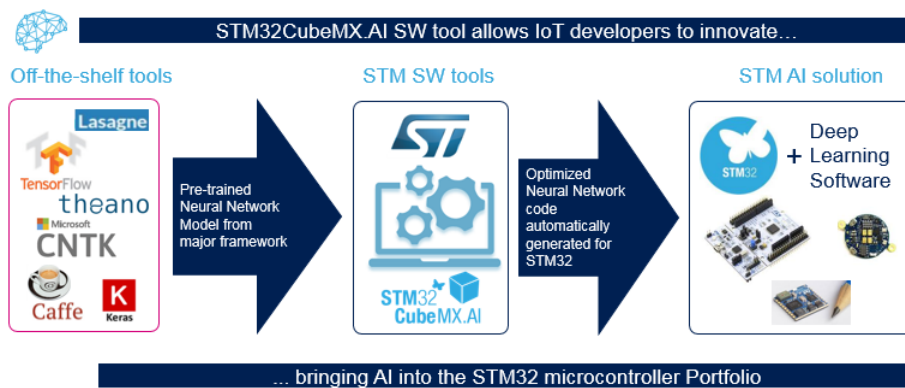 STM32CubeMX.AI SW tool allows IoT developers to innovate…
Off-the-shelf tools
STM SW tools
STM AI solution
Lasagne
TensorFlow
theano
Microsoft
CNTK
Caffe
K
Keras
Pre-trained
Neural Network
Model from
major framework
ST
STM32
CubeMX.AI
Optimized
Neural Network
code
automatically
generated for
STM32
STM32
+
Deep
Learning
Software
... bringing AI into the STM32 microcontroller Portfolio